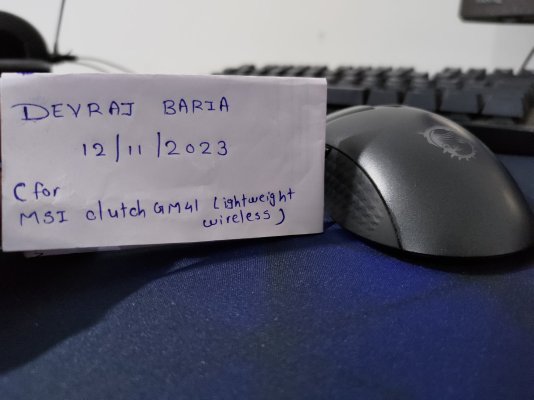 DEVRAJ BARIA
12/11/2023
(for
MSI clutch GM41 Lightweight
wireless)